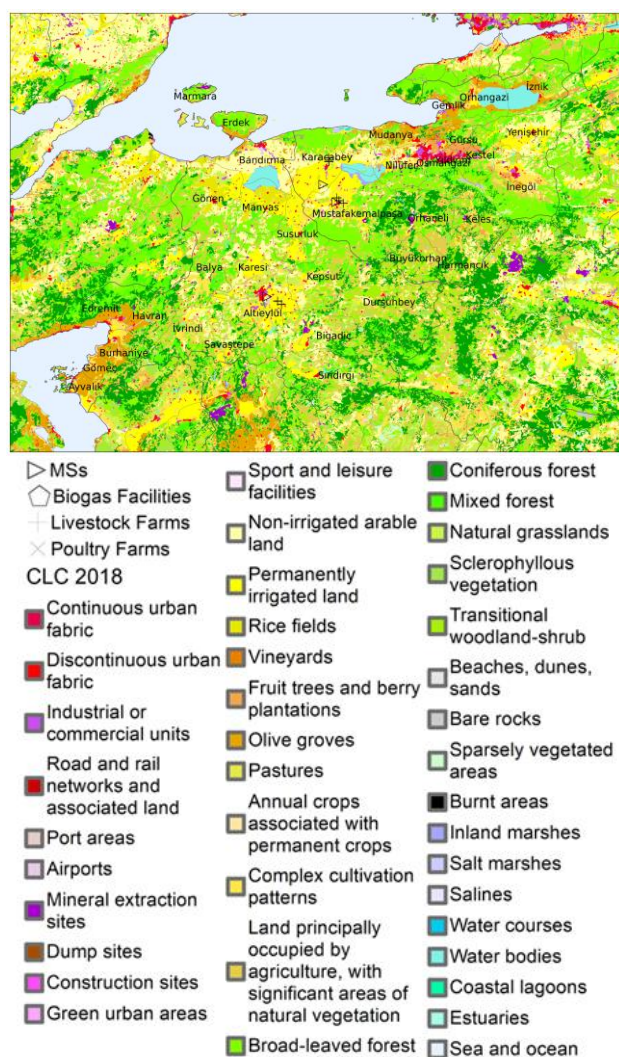 Marmara
Erdek
Bandırma
Karacabey
Mudanya
Gemlik
Orhangazi
İznik
Gürsu
Kestel
Yenişehir
Nilüfer
Osmangazi
İnegöl
Gönen
Manyas
Mustafakemalpaşa
Orhaneli
Keles
Susurluk
Büyükorhan
Harmancık
Balya
Karesi
Kepsut
Dursunbey
Edremit
Havran
İvrindi
Altıeylül
Burhaniye
Savaştepe
Bigadiç
Gömeç
Sındırgı
Ayvalık
MSs
Biogas Facilities
Livestock Farms
Poultry Farms
CLC 2018
Continuous urban
fabric
Discontinuous urban
fabric
Industrial or
commercial units
Road and rail
networks and
associated land
Port areas
Airports
Mineral extraction
sites
Dump sites
Construction sites
Green urban areas
Sport and leisure
facilities
Non-irrigated arable
land
Permanently
irrigated land
Rice fields
Vineyards
Fruit trees and berry
plantations
Olive groves
Pastures
Annual crops
associated with
permanent crops
Complex cultivation
patterns
Land principally
occupied by
agriculture, with
significant areas of
natural vegetation
Broad-leaved forest
Coniferous forest
Mixed forest
Natural grasslands
Sclerophyllous
vegetation
Transitional
woodland-shrub
Beaches, dunes,
sands
Bare rocks
Sparsely vegetated
areas
Burnt areas
Inland marshes
Salt marshes
Salines
Water courses
Water bodies
Coastal lagoons
Estuaries
Sea and ocean